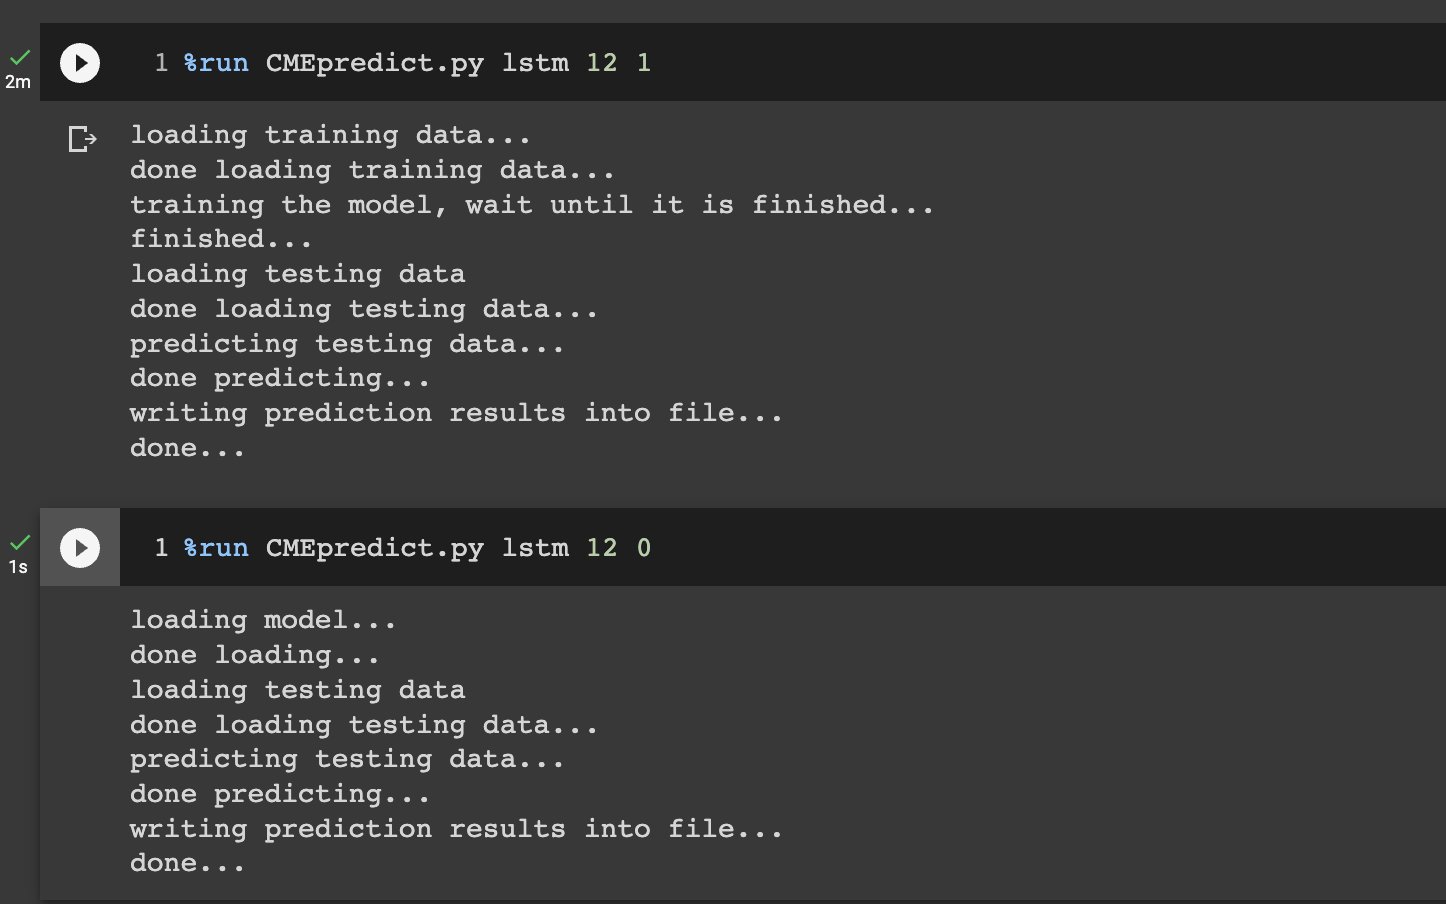 1 %run CMEpredict.py lstm 12 1
2m
loading training data...
done loading training data...
training the model, wait until it is finished...
finished...
loading testing data
done loading testing data...
predicting testing data...
done predicting...
writing prediction results into file...
done...
1 %run CMEpredict.py lstm 12 0
1s
loading model...
done loading...
loading testing data
done loading testing data...
predicting testing data...
done predicting...
writing prediction results into file...
done...